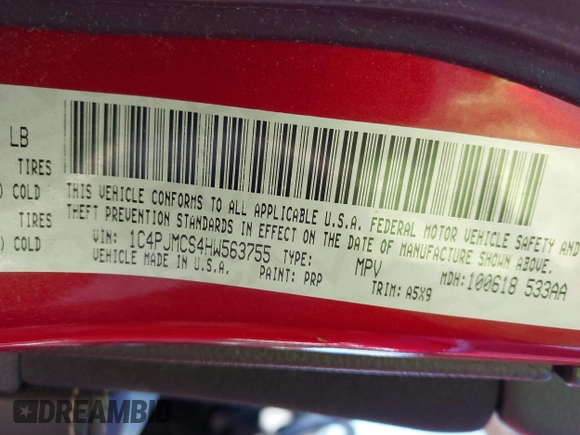 LB
TIRES
) COLD
TIRES
) COLD
THIS VEHICLE CONFORMS TO ALL APPLICABLE U.S.A. FEDERAL MOTOR VEHICLE SAFETY AND
THEFT PREVENTION STANDARDS IN EFFECT ON THE DATE OF MANUFACTURE SHOWN ABOVE.
VIN: 1C4PJMCS4HW563755 TYPE: MPV MDH:100618 533AA
VEHICLE MADE IN U.S.A. PAINT: PRP TRIM: A5X9
DREAMBID